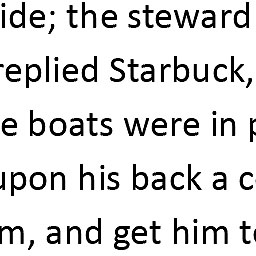 ide; the steward
replied Starbuck,
e boats were in p
upon his back a c
m, and get him to